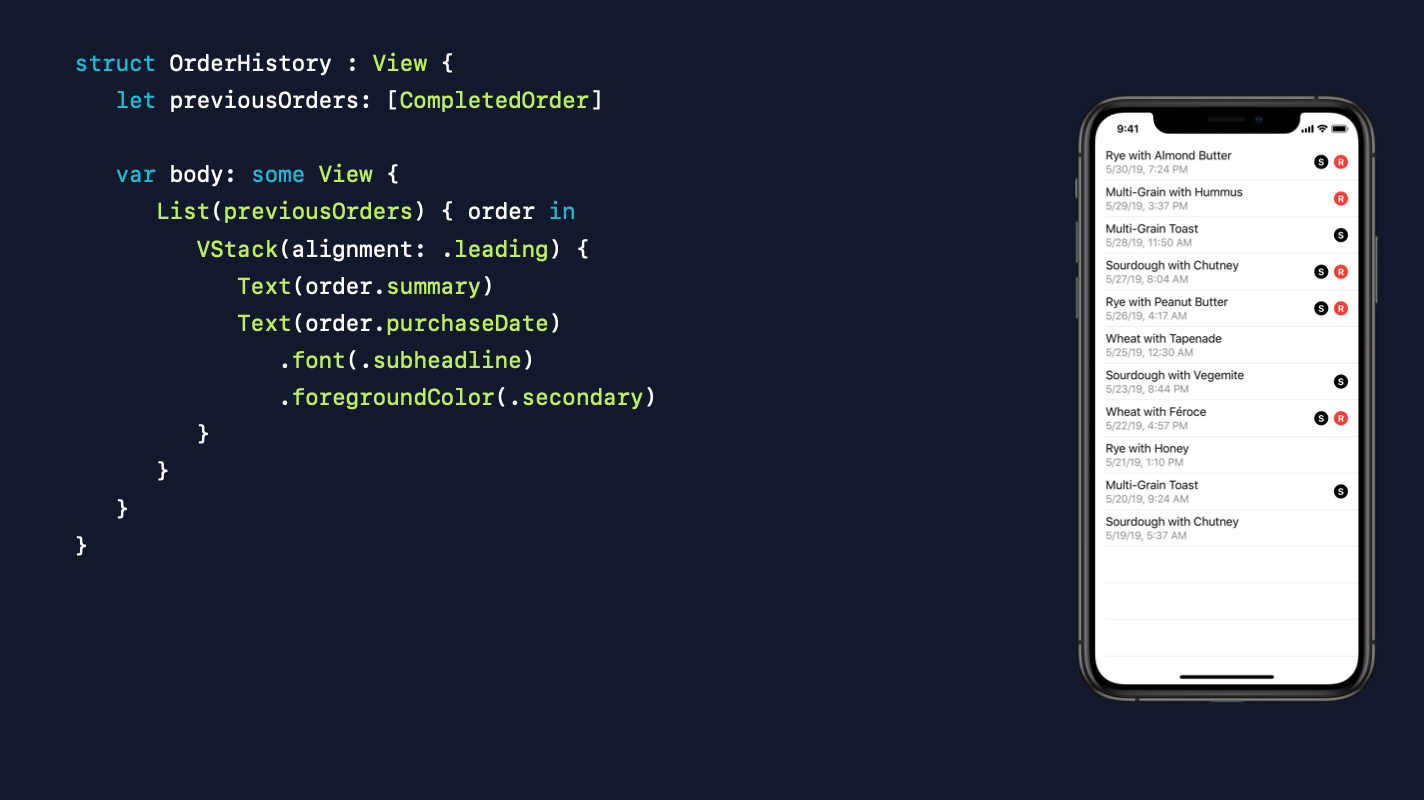 struct OrderHistory : View {
let previousOrders: [CompletedOrder]
var body: some View {
List(previousOrders) { order in
VStack(alignment: .leading) {
Text(order.summary)
Text(order.purchaseDate)
.font(.subheadline)
.foregroundColor(.secondary)
}
}
}
}
9:41
Rye with Almond Butter
5/30/19, 7:24 PM
S R
Multi-Grain with Hummus
5/29/19, 3:37 PM
R
Multi-Grain Toast
5/28/19, 11:50 AM
S
Sourdough with Chutney
5/27/19, 8:04 AM
S R
Rye with Peanut Butter
5/26/19, 4:17 AM
S R
Wheat with Tapenade
5/25/19, 12:30 AM
Sourdough with Vegemite
5/23/19, 8:44 PM
S
Wheat with Féroce
5/22/19, 4:57 PM
S R
Rye with Honey
5/21/19, 1:10 PM
Multi-Grain Toast
5/20/19, 9:24 AM
S
Sourdough with Chutney
5/19/19, 5:37 AM